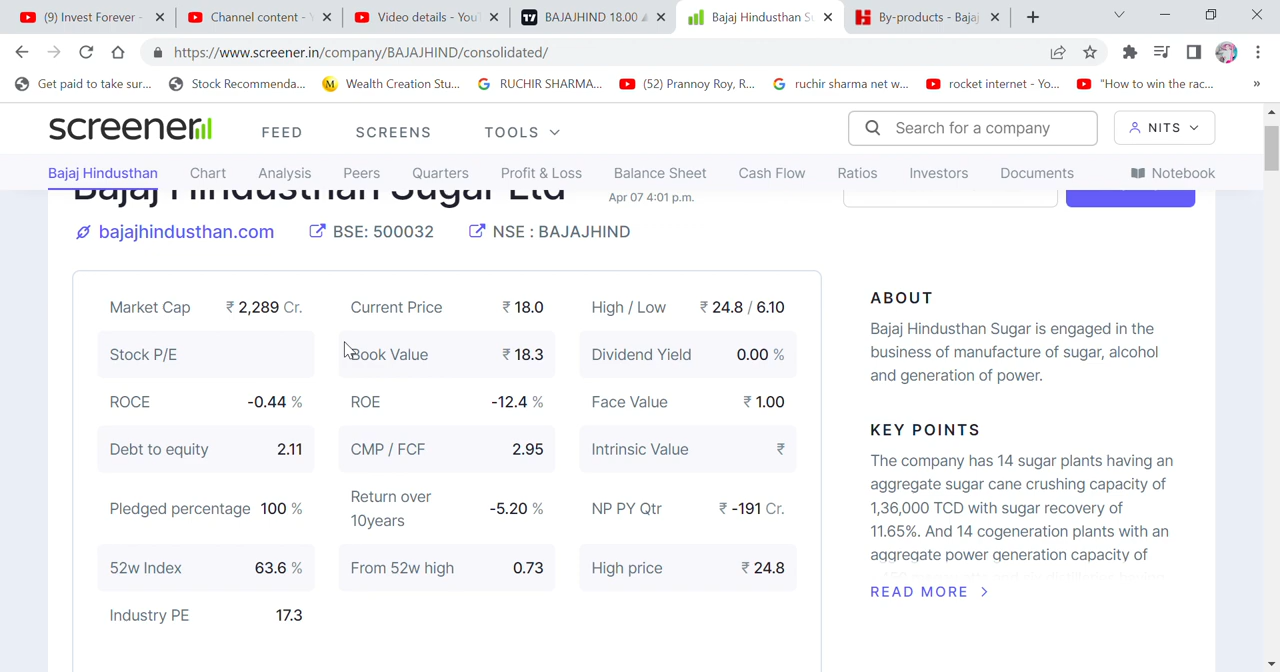 (9) Invest Forever -
Channel content - Y
Video details - You
BAJAJHIND 18.00
Bajaj Hindusthan S
By-products - Bajaj
https://www.screener.in/company/BAJAJHIND/consolidated/
Get paid to take sur...
Stock Recommenda...
Wealth Creation Stu...
RUCHIR SHARMA...
(52) Prannoy Roy, R...
ruchir sharma net w...
rocket internet - Yo...
"How to win the rac...
»
screener
FEED
SCREENS
TOOLS
Search for a company
NITS
Bajaj Hindusthan
Chart
Analysis
Peers
Quarters
Profit & Loss
Balance Sheet
Cash Flow
Ratios
Investors
Documents
Notebook
Bajaj Hindusthan Sugar Ltd
Apr 07 4:01 p.m.
bajajhindusthan.com
BSE: 500032
NSE : BAJAJHIND
Market Cap ₹ 2,289 Cr.
Current Price ₹ 18.0
High / Low ₹ 24.8 / 6.10
Stock P/E
Book Value ₹ 18.3
Dividend Yield 0.00 %
ROCE -0.44 %
ROE -12.4 %
Face Value ₹ 1.00
Debt to equity 2.11
CMP / FCF 2.95
Intrinsic Value ₹
Pledged percentage 100 %
Return over
10years
-5.20 %
NP PY Qtr ₹ -191 Cr.
52w Index 63.6 %
From 52w high 0.73
High price ₹ 24.8
Industry PE 17.3
ABOUT
Bajaj Hindusthan Sugar is engaged in the
business of manufacture of sugar, alcohol
and generation of power.
KEY POINTS
The company has 14 sugar plants having an
aggregate sugar cane crushing capacity of
1,36,000 TCD with sugar recovery of
11.65%. And 14 cogeneration plants with an
aggregate power generation capacity of
READ MORE